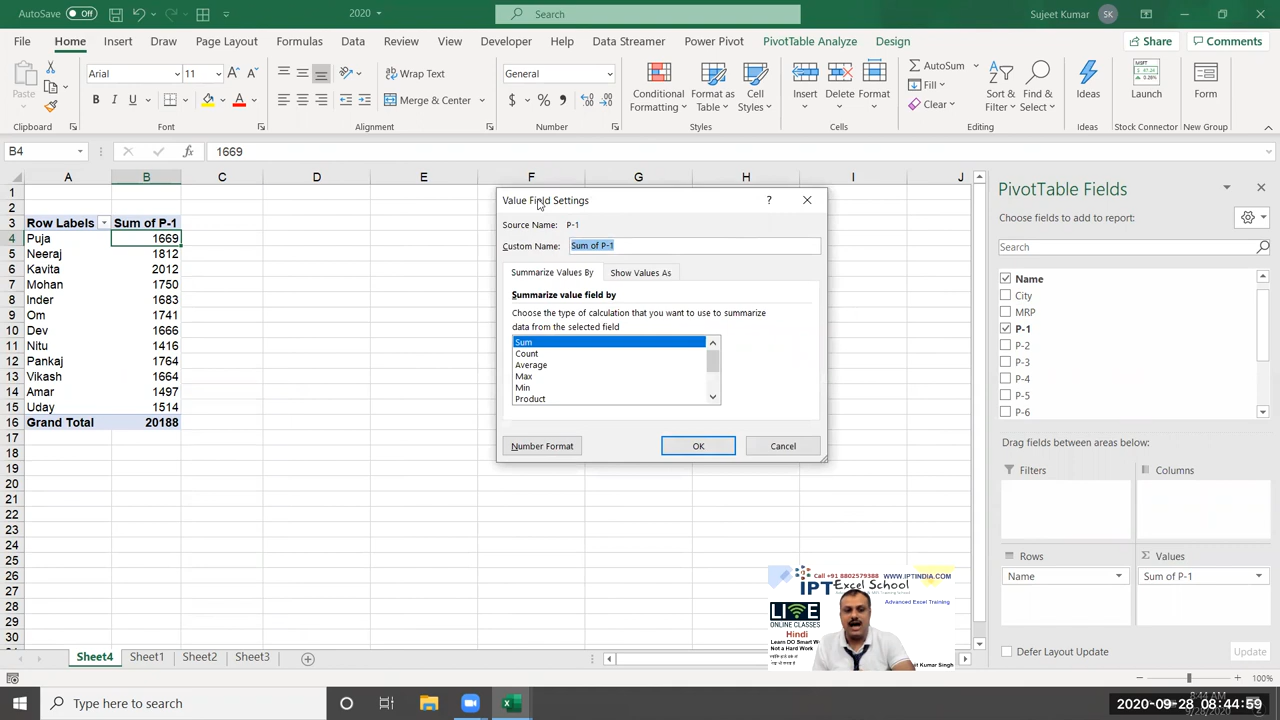 AutoSave Off 2020 Search Sujeet Kumar SK
File Home Insert Draw Page Layout Formulas Data Review View Developer Help Data Streamer Power Pivot PivotTable Analyze Design Share Comments
Paste
Arial 11
B I U
Wrap Text
Merge & Center
General
$ %
Conditional Formatting
Format as Table
Cell Styles
Insert
Delete
Format
AutoSum
Fill
Clear
Sort & Filter
Find & Select
Ideas
Launch
Form
Clipboard Font Alignment Number Styles Cells Editing Ideas Stock Connector New Group
B4 fx 1669
A B C D E F G H I J
1
2
3 Row Labels Sum of P-1
4 Puja 1669
5 Neeraj 1812
6 Kavita 2012
7 Mohan 1750
8 Inder 1683
9 Om 1741
10 Dev 1666
11 Nitu 1416
12 Pankaj 1764
13 Vikash 1664
14 Amar 1497
15 Uday 1514
16 Grand Total 20188
17
18
19
20
21
22
23
24
25
26
27
28
29
30
Value Field Settings ?
Source Name: P-1
Custom Name: Sum of P-1
Summarize Values By Show Values As
Summarize value field by
Choose the type of calculation that you want to use to summarize
data from the selected field
Sum
Count
Average
Max
Min
Product
Number Format OK Cancel
PivotTable Fields
Choose fields to add to report:
Search
Name
City
MRP
P-1
P-2
P-3
P-4
P-5
P-6
Drag fields between areas below:
Filters Columns
Rows Values
Name Sum of P-1
Defer Layout Update Update
Call +91 8802579388 WWW.IPTINDIA.COM
IPT Excel School
Advanced Excel Training
LIVE
ONLINE CLASSES
Hindi
Learn DO Smart W
Not a Hard Work
it Kumar Singh
Sheet4 Sheet1 Sheet2 Sheet3
100%
Type here to search
2020-09-28 08:44:59